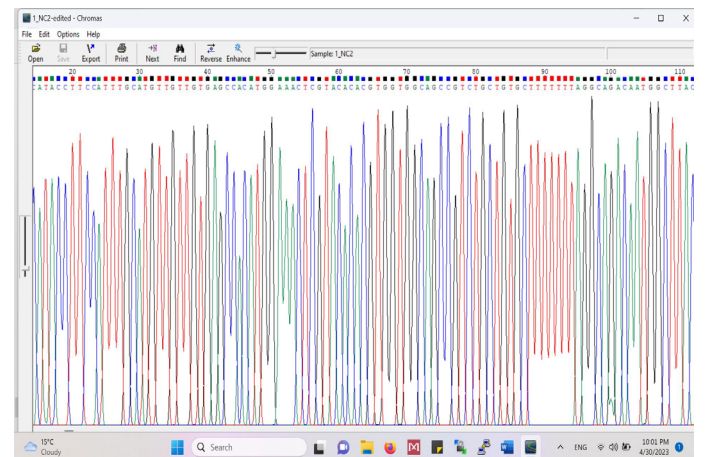 1_NC2-edited - Chromas
File Edit Options Help
Open Save Export Print Next Find Reverse Enhance Sample: 1_NC2
20 30 40 50 60 70 80 90 100 110
CATACCTTCCATTTGCATGTTGTTGTGAGCCACATGGAAACTCGTACACACGTGGTGGCAGCCGTCTGCTGTGCTTTTTTTAGGCAGACAATGGCTTAC
15°C
Cloudy
Search
ENG
10:01 PM
4/30/2023